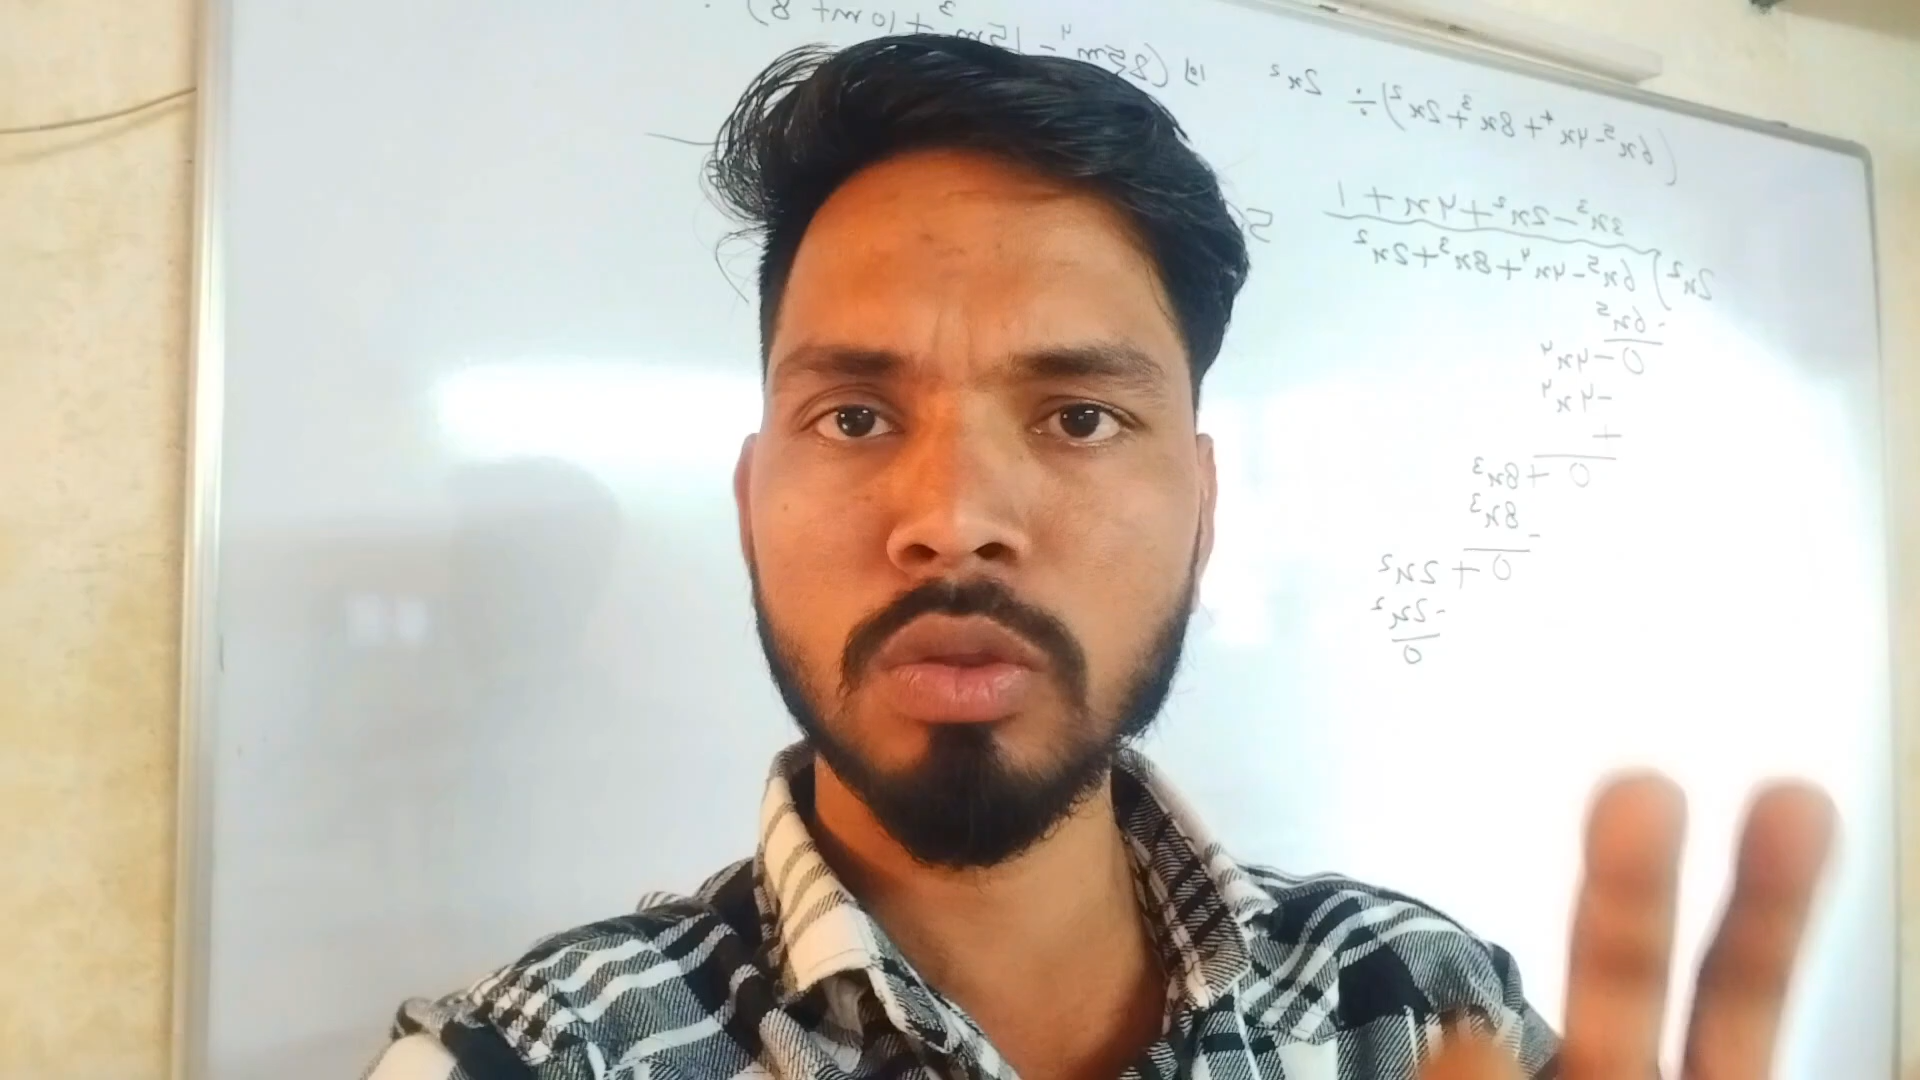 (6x⁵-4x⁴+8x³+2x²) ÷ 2x²
3x³-2x²+4x+1
2x²) 6x⁵-4x⁴+8x³+2x²
-6x⁵
0-4x⁴
-4x⁴
+
0+8x³
8x³
-
0+2x²
-2x²
0
(25m⁴-15m³+10m+8)
5